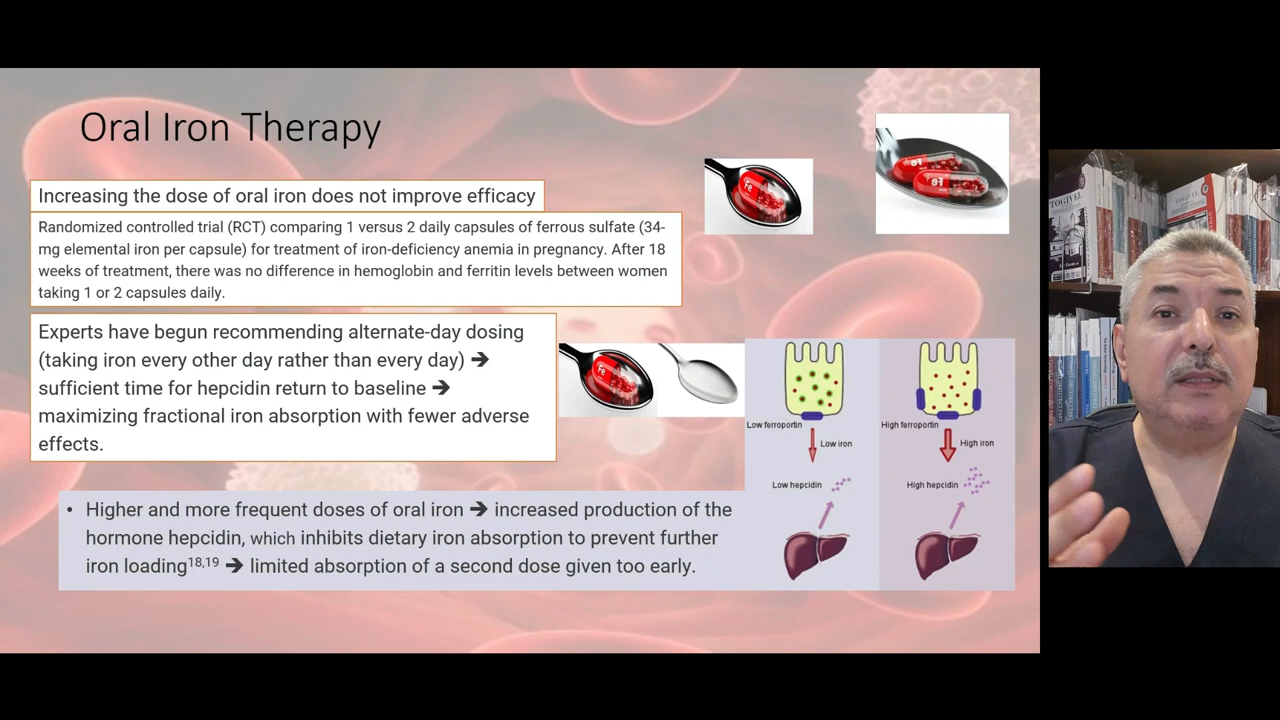 Oral Iron Therapy
Increasing the dose of oral iron does not improve efficacy
Randomized controlled trial (RCT) comparing 1 versus 2 daily capsules of ferrous sulfate (34-
mg elemental iron per capsule) for treatment of iron-deficiency anemia in pregnancy. After 18
weeks of treatment, there was no difference in hemoglobin and ferritin levels between women
taking 1 or 2 capsules daily.
Experts have begun recommending alternate-day dosing
(taking iron every other day rather than every day) 🡺
sufficient time for hepcidin return to baseline 🡺
maximizing fractional iron absorption with fewer adverse
effects.
Fe
Fe
Fe
Fe
Low ferroportin
Low iron
Low hepcidin
High ferroportin
High iron
High hepcidin
• Higher and more frequent doses of oral iron 🡺 increased production of the
hormone hepcidin, which inhibits dietary iron absorption to prevent further
iron loading18,19 🡺 limited absorption of a second dose given too early.
TOGIVEL
TOGIVEL